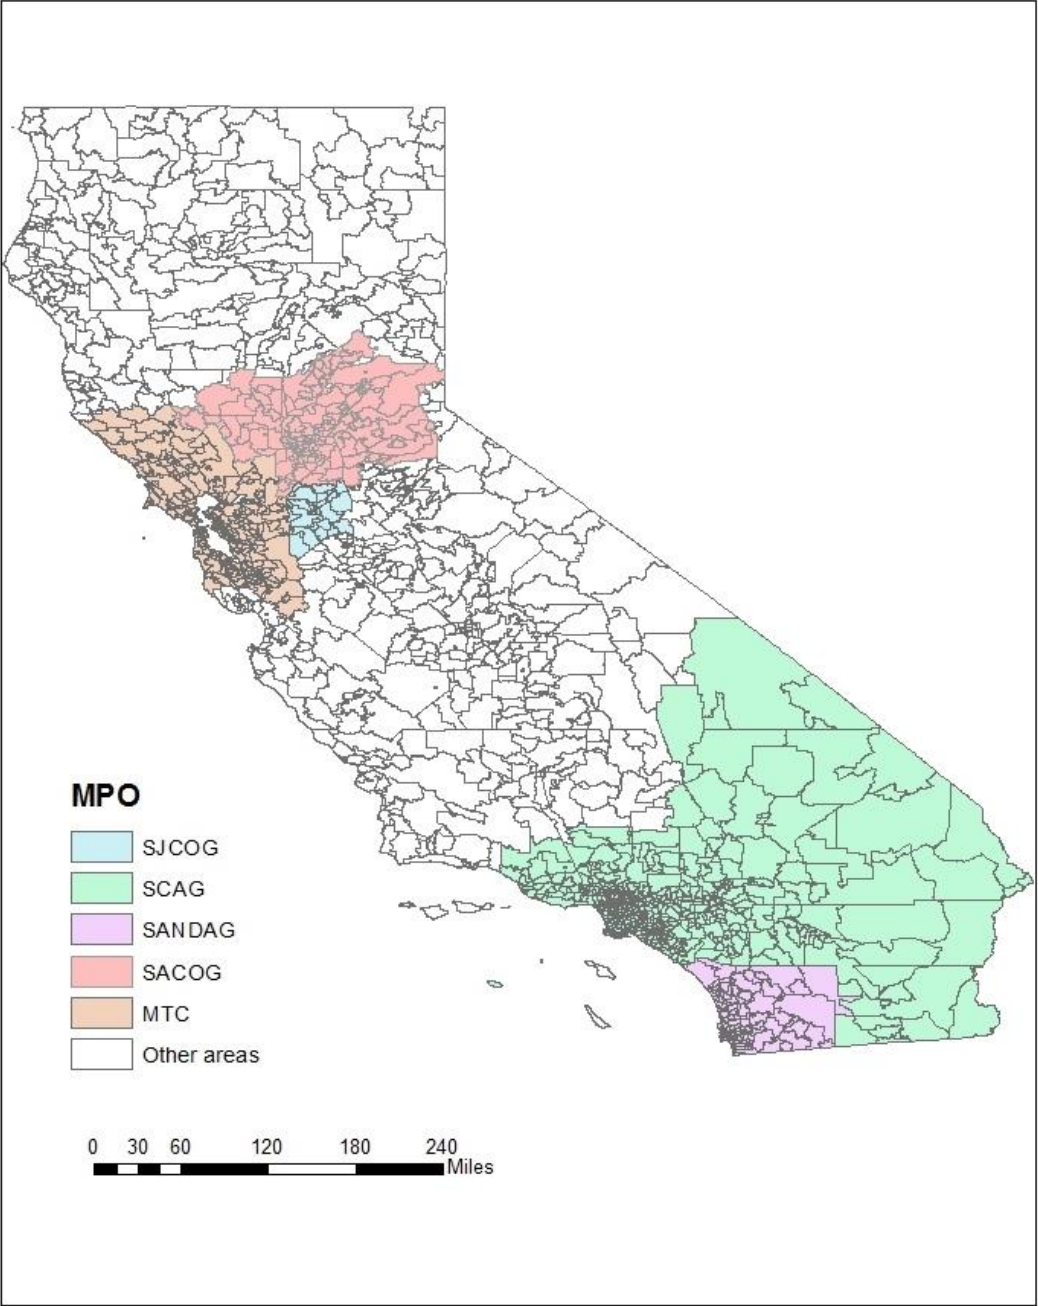 MPO
SJCOG
SCAG
SANDAG
SACOG
MTC
Other areas
0 30 60 120 180 240
Miles